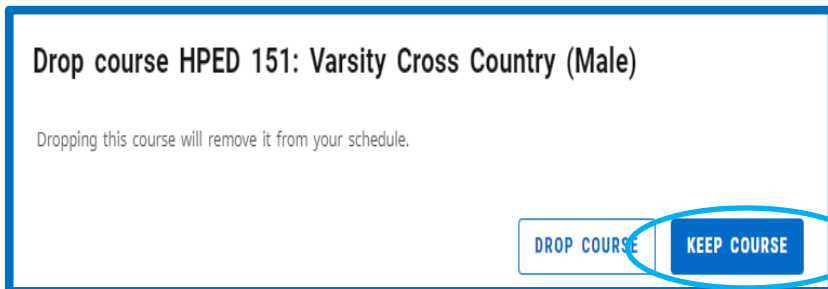 Drop course HPED 151: Varsity Cross Country (Male)
Dropping this course will remove it from your schedule.
DROP COURSE KEEP COURSE